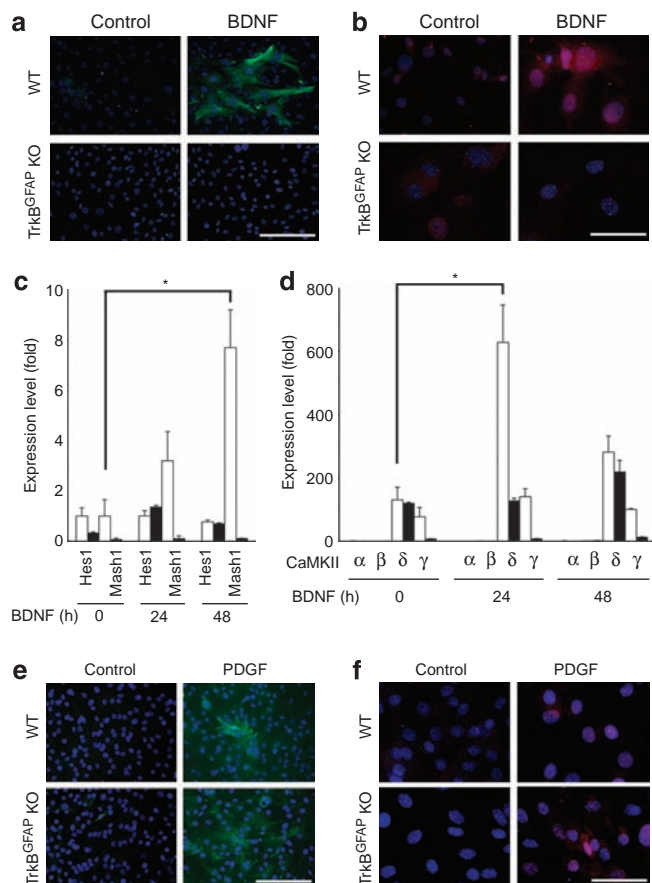 a
Control BDNF
WT
TrkB^GFAP KO
b
Control BDNF
WT
TrkB^GFAP KO
c
Expression level (fold)
10
8
6
4
2
0
*
Hes1 Mash1 Hes1 Mash1 Hes1 Mash1
BDNF (h) 0 24 48
d
Expression level (fold)
800
600
400
200
0
*
CaMKII α β δ γ α β δ γ α β δ γ
BDNF (h) 0 24 48
e
Control PDGF
WT
TrkB^GFAP KO
f
Control PDGF
WT
TrkB^GFAP KO